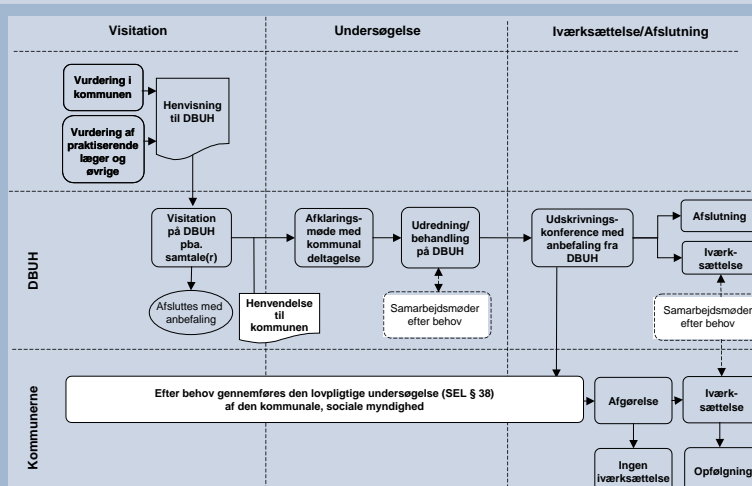 Visitation
Undersøgelse
Iværksættelse/Afslutning
Vurdering i
kommunen
Henvisning
til DBUH
Vurdering af
praktiserende
læger og
øvrige
DBUH
Visitation
på DBUH
pba.
samtale(r)
Afklarings-
møde med
kommunal
deltagelse
Udredning/
behandling
på DBUH
Udskrivnings-
konference med
anbefaling fra
DBUH
Afslutning
Iværk-
sættelse
Afsluttes med
anbefaling
Henvendelse
til
kommunen
Samarbejdsmøder
efter behov
Samarbejdsmøder
efter behov
Kommunerne
Efter behov gennemføres den lovpligtige undersøgelse (SEL § 38)
af den kommunale, sociale myndighed
Afgørelse
Iværk-
sættelse
Ingen
iværksættelse
Opfølgning